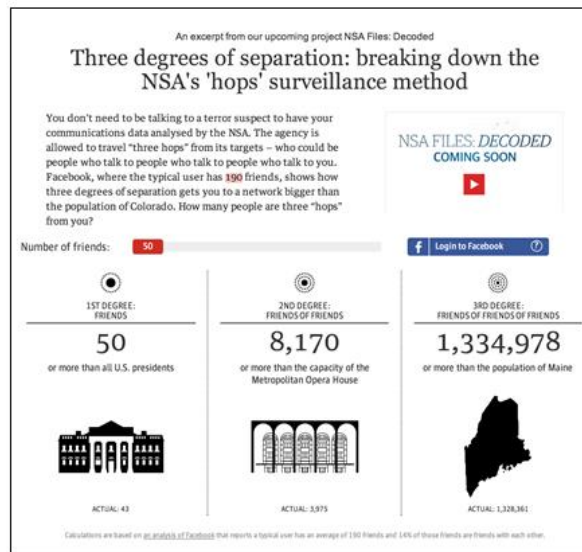 An excerpt from our upcoming project NSA Files: Decoded
Three degrees of separation: breaking down the
NSA's 'hops' surveillance method
You don't need to be talking to a terror suspect to have your
communications data analysed by the NSA. The agency is
allowed to travel "three hops" from its targets – who could be
people who talk to people who talk to people who talk to you.
Facebook, where the typical user has 190 friends, shows how
three degrees of separation gets you to a network bigger than
the population of Colorado. How many people are three "hops"
from you?
NSA FILES: DECODED
COMING SOON
Number of friends:
50
f Login to Facebook ?
1ST DEGREE:
FRIENDS
50
or more than all U.S. presidents
ACTUAL: 43
2ND DEGREE:
FRIENDS OF FRIENDS
8,170
or more than the capacity of the
Metropolitan Opera House
ACTUAL: 3,975
3RD DEGREE:
FRIENDS OF FRIENDS OF FRIENDS
1,334,978
or more than the population of Maine
ACTUAL: 1,328,361
Calculations are based on an analysis of Facebook that reports a typical user has an average of 190 friends and 14% of those friends are friends with each other.